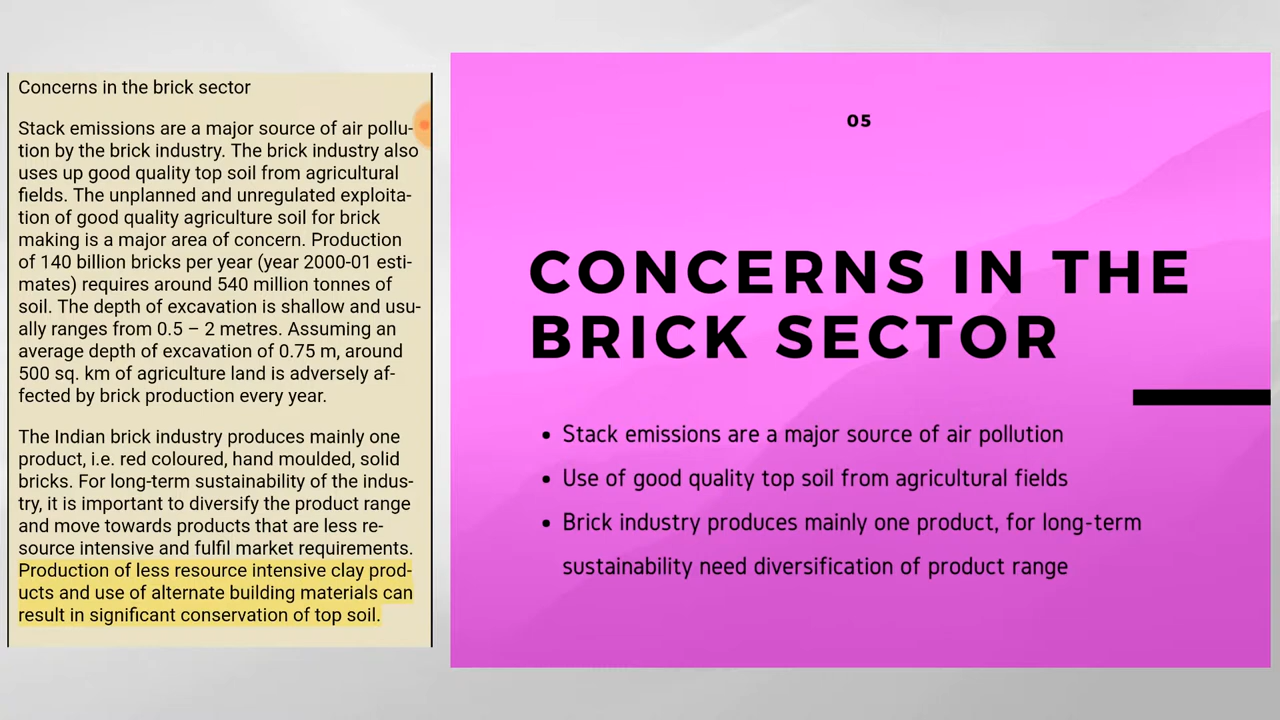 Concerns in the brick sector
Stack emissions are a major source of air pollu-
tion by the brick industry. The brick industry also
uses up good quality top soil from agricultural
fields. The unplanned and unregulated exploita-
tion of good quality agriculture soil for brick
making is a major area of concern. Production
of 140 billion bricks per year (year 2000-01 esti-
mates) requires around 540 million tonnes of
soil. The depth of excavation is shallow and usu-
ally ranges from 0.5 – 2 metres. Assuming an
average depth of excavation of 0.75 m, around
500 sq. km of agriculture land is adversely af-
fected by brick production every year.
The Indian brick industry produces mainly one
product, i.e. red coloured, hand moulded, solid
bricks. For long-term sustainability of the indus-
try, it is important to diversify the product range
and move towards products that are less re-
source intensive and fulfil market requirements.
Production of less resource intensive clay prod-
ucts and use of alternate building materials can
result in significant conservation of top soil.
05
CONCERNS IN THE
BRICK SECTOR
• Stack emissions are a major source of air pollution
• Use of good quality top soil from agricultural fields
• Brick industry produces mainly one product, for long-term
sustainability need diversification of product range